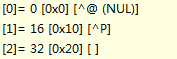 [0]= 0 [0x0] [^@ (NUL)]
[1]= 16 [0x10] [^P]
[2]= 32 [0x20] [ ]